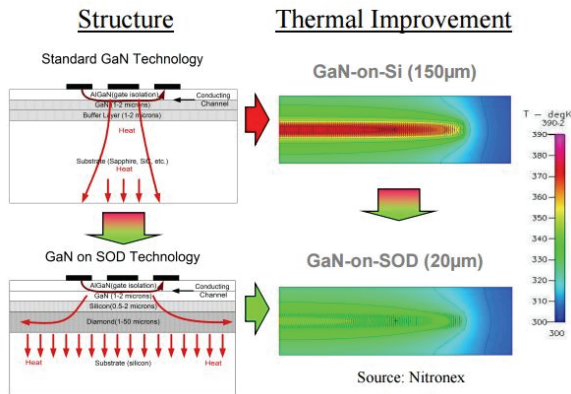 Structure
Thermal Improvement
Standard GaN Technology
AlGaN(gate isolation)
GaN (1-2 microns)
Buffer Layer (1-2 microns)
Conducting
Channel
Heat
Substrate (Sapphire, SiC, etc.)
Heat
GaN-on-Si (150µm)
T – degK
390-2
390
380
370
360
350
340
330
320
310
300
300
GaN on SOD Technology
AlGaN(gate isolation)
GaN (1-2 microns)
Silicon(0.5-2 microns)
Diamond(1-50 microns)
Conducting
Channel
Heat
Substrate (silicon)
Heat
GaN-on-SOD (20µm)
Source: Nitronex